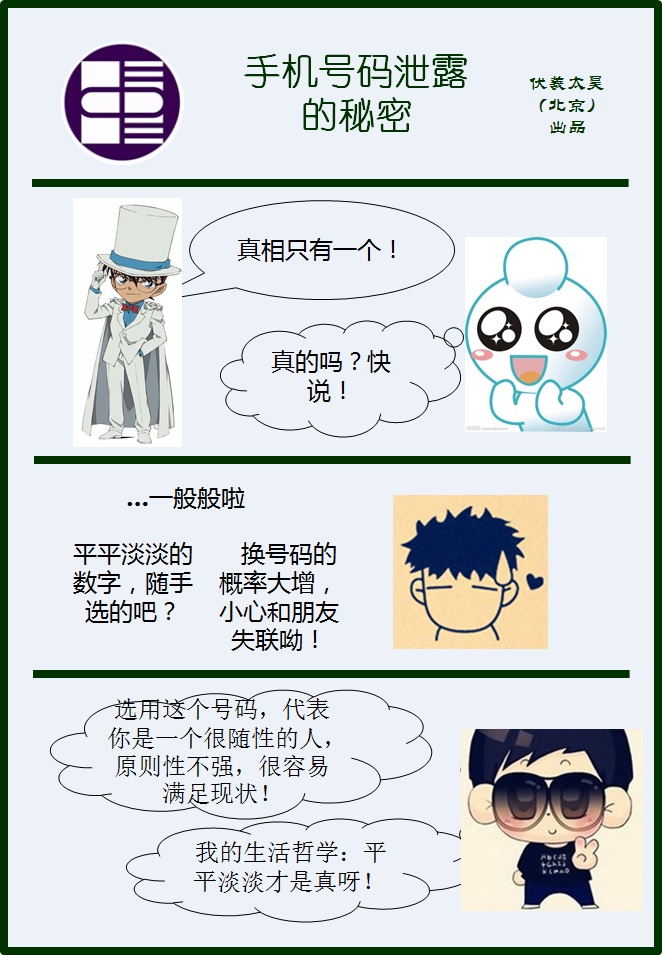 手机号码泄露
的秘密
伏羲太昊
（北京）
出品
真相只有一个！
真的吗？快
说！
...一般般啦
平平淡淡的
数字，随手
选的吧？
换号码的
概率大增，
小心和朋友
失联呦！
选用这个号码，代表
你是一个很随性的人，
原则性不强，很容易
满足现状！
我的生活哲学：平
平淡淡才是真呀！